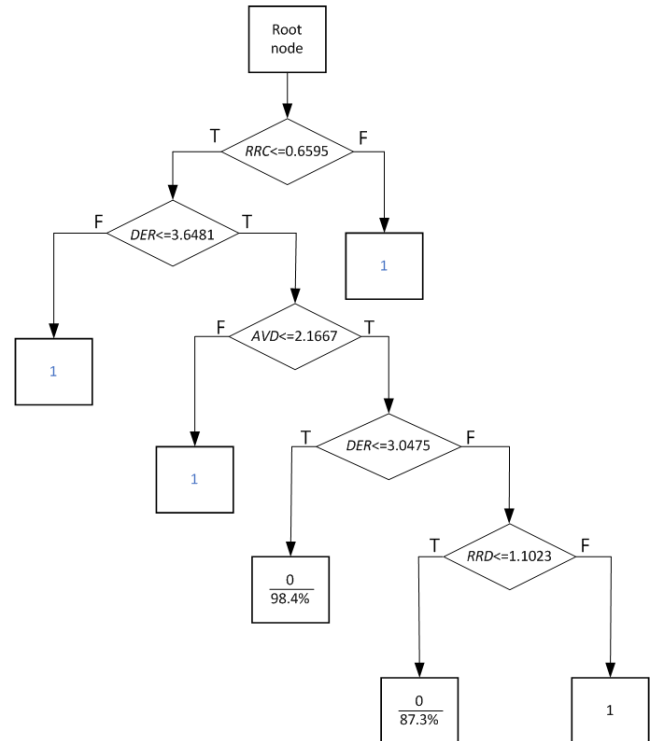 Root
node
T
F
RRC<=0.6595
F
T
DER<=3.6481
1
F
T
AVD<=2.1667
1
T
F
DER<=3.0475
1
T
F
RRD<=1.1023
0
98.4%
0
87.3%
1